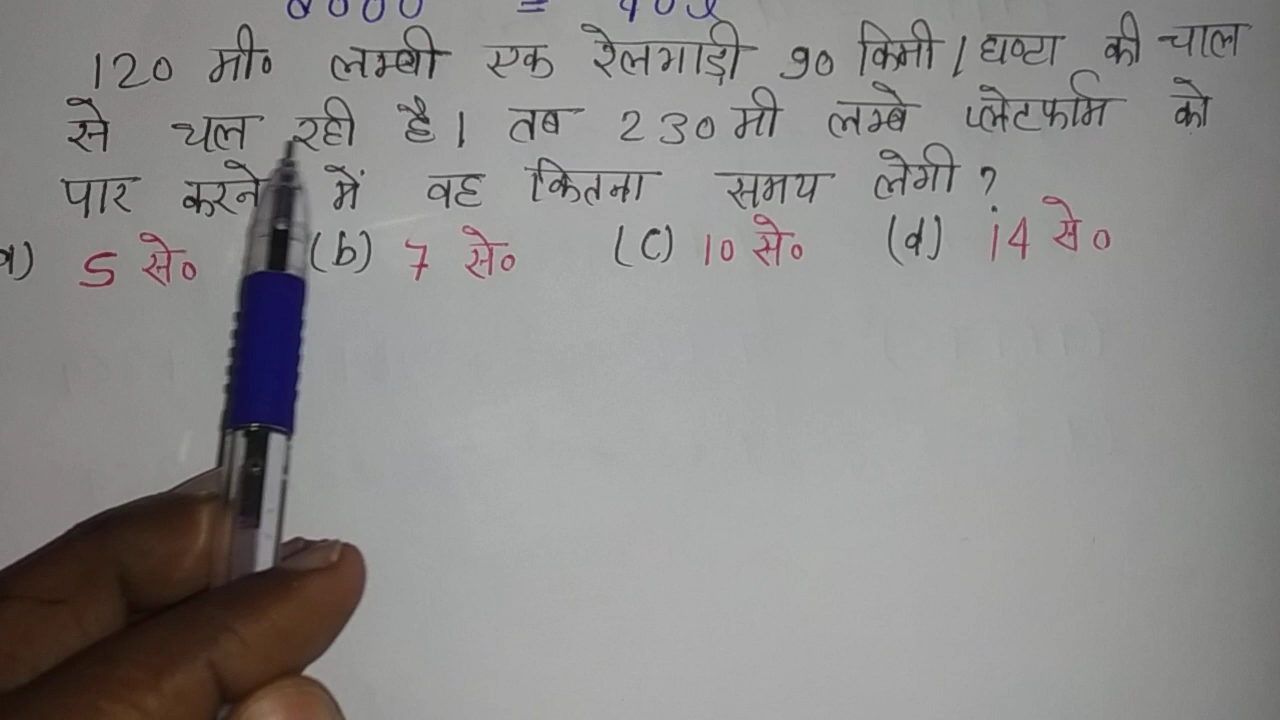 120 मी० लम्बी एक रेलगाड़ी 90 किमी/घण्टा की चाल
से चल रही है। तब 230 मी लम्बे प्लेटफार्म को
पार करने में वह कितना समय लेगी?
a) 5 से० (b) 7 से० (c) 10 से० (d) 14 से०